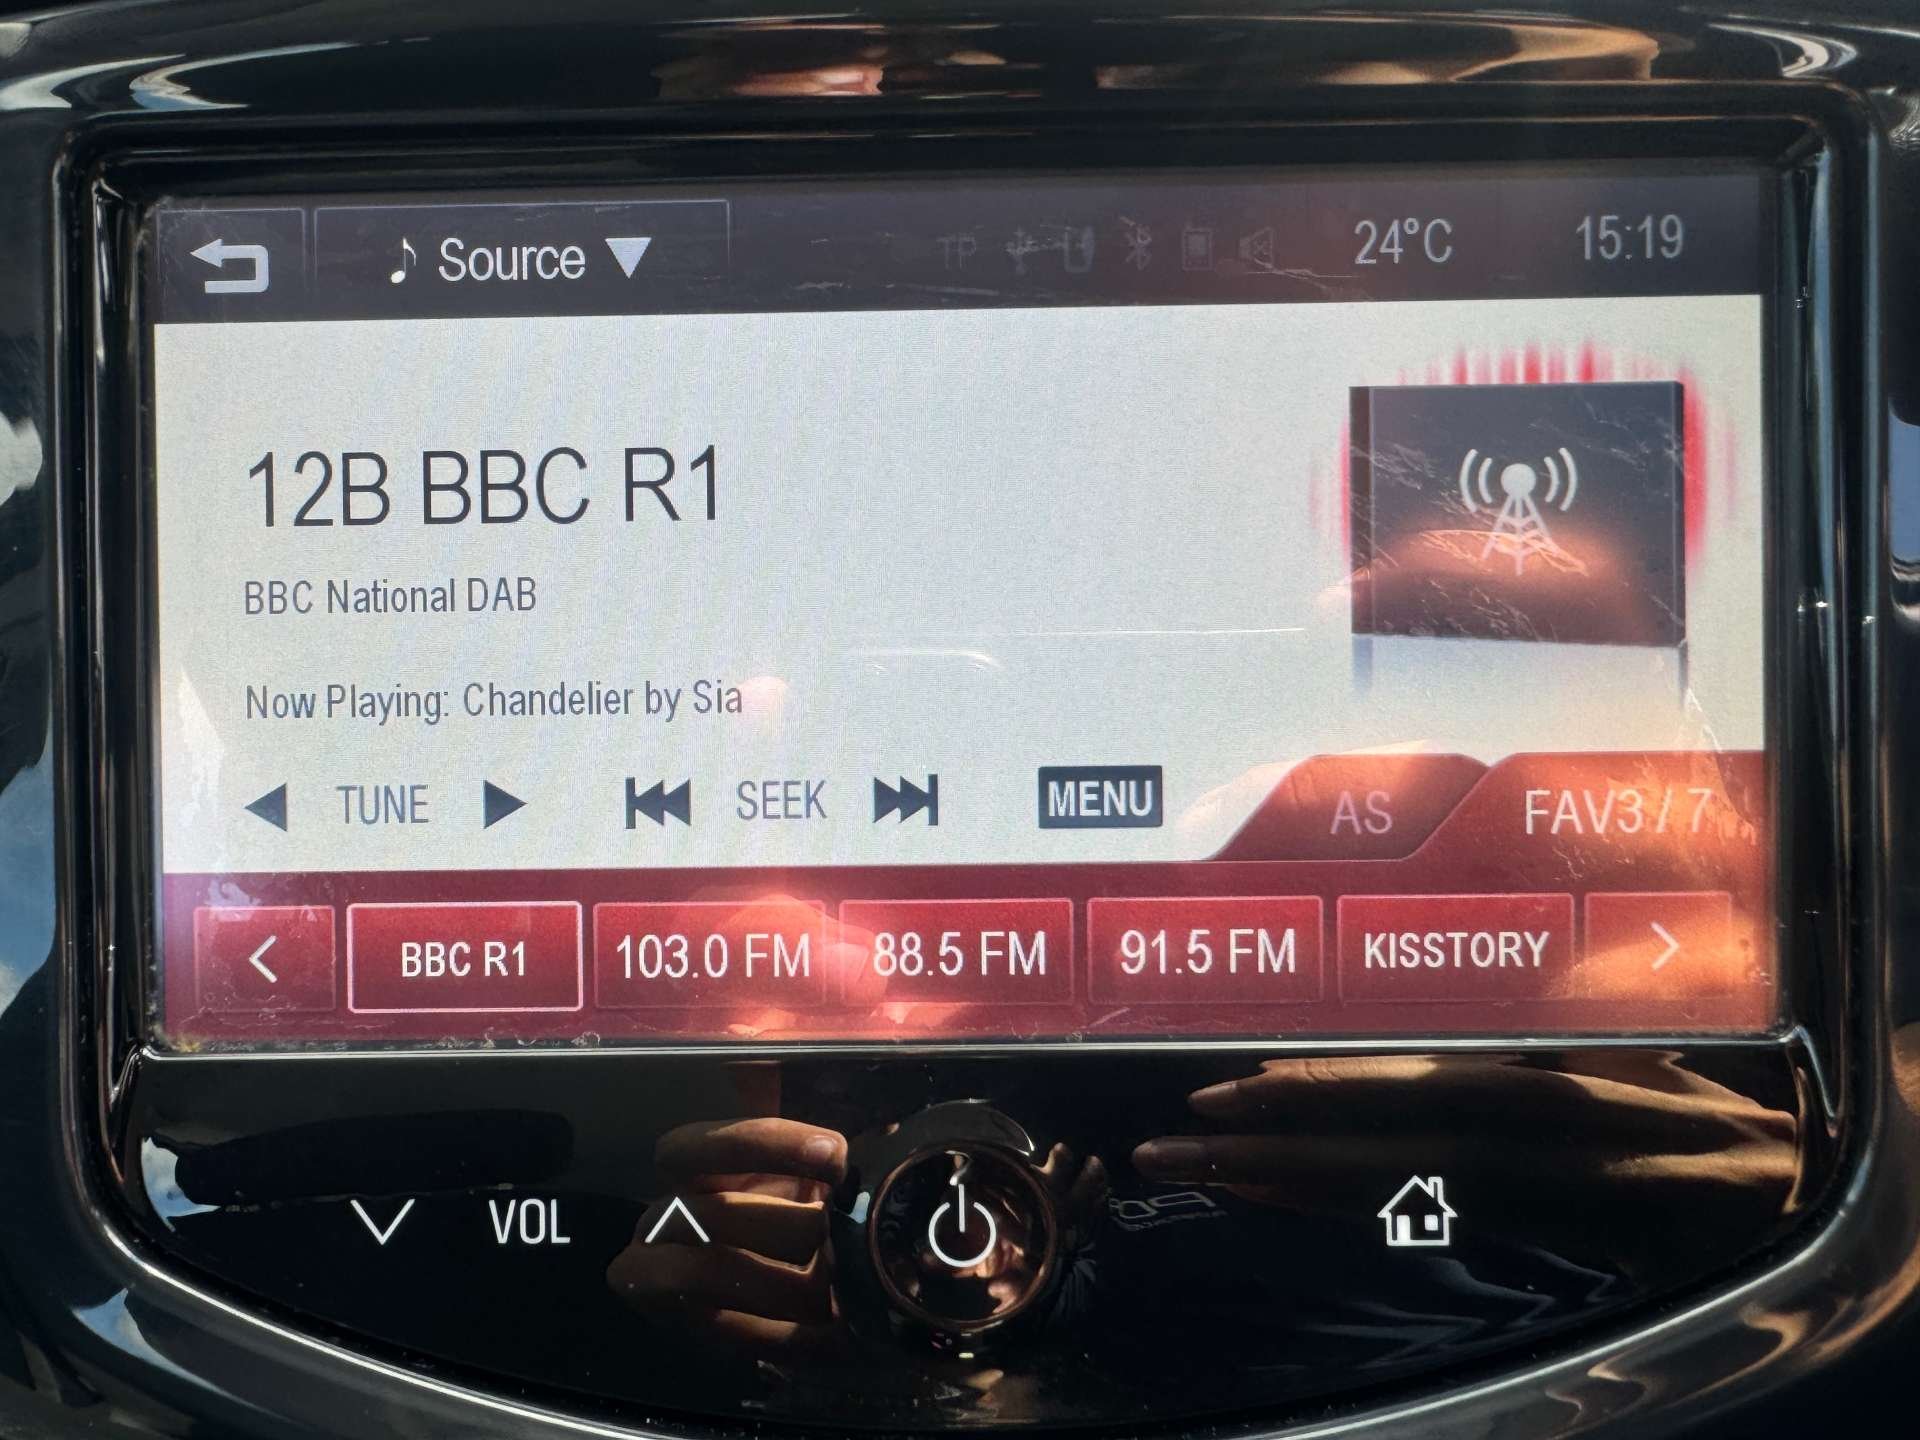 Source
TP
24°C
15:19
12B BBC R1
BBC National DAB
Now Playing: Chandelier by Sia
TUNE
SEEK
MENU
AS
FAV3 / 7
BBC R1
103.0 FM
88.5 FM
91.5 FM
KISSTORY
VOL